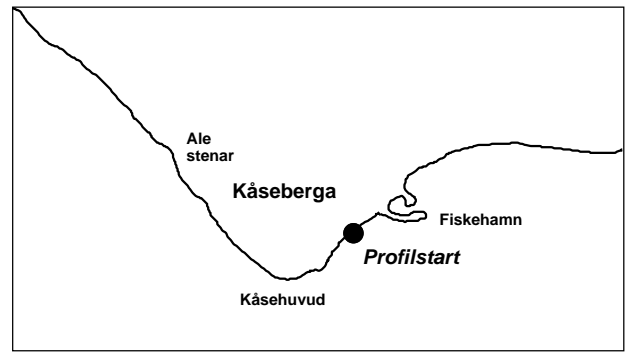 Ale
stenar
Kåseberga
Fiskehamn
Profilstart
Kåsehuvud